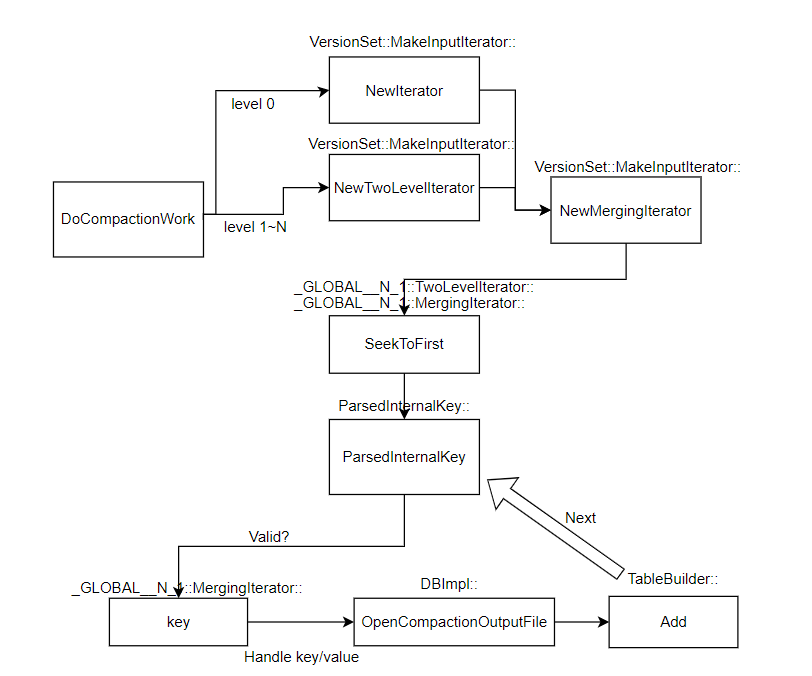 VersionSet::MakeInputIterator::
NewIterator
level 0
VersionSet::MakeInputIterator::
NewTwoLevelIterator
VersionSet::MakeInputIterator::
NewMergingIterator
DoCompactionWork
level 1~N
_GLOBAL__N_1::TwoLevelIterator::
_GLOBAL__N_1::MergingIterator::
SeekToFirst
ParsedInternalKey::
ParsedInternalKey
Next
Valid?
_GLOBAL__N_1::MergingIterator::
key
Handle key/value
DBImpl::
OpenCompactionOutputFile
TableBuilder::
Add